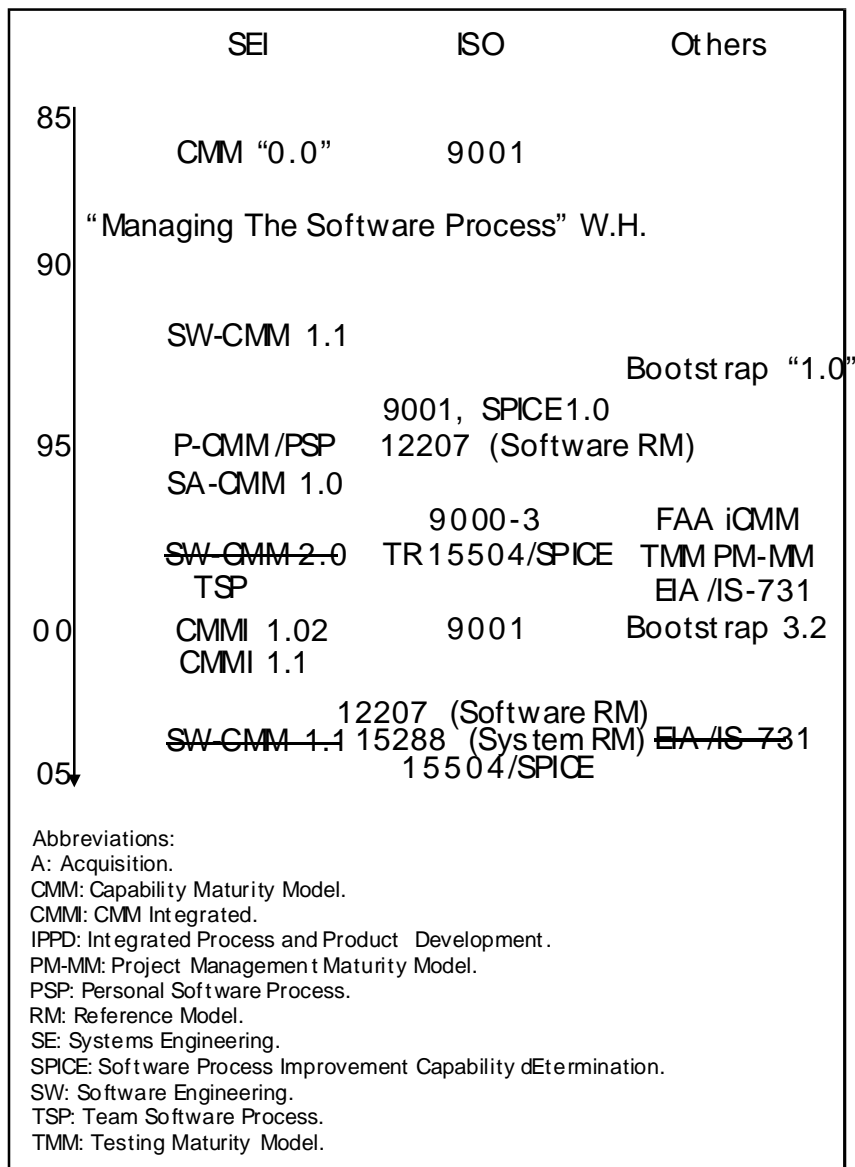 SEI ISO Others
85
CMM “0.0” 9001
“Managing The Software Process” W.H.
90
SW-CMM 1.1
Bootstrap “1.0”
9001, SPICE1.0
95 P-CMM/PSP 12207 (Software RM)
SA-CMM 1.0
9000-3 FAA iCMM
SW-CMM 2.0 TR15504/SPICE TMM PM-MM
TSP EIA/IS-731
00 CMMI 1.02 9001 Bootstrap 3.2
CMMI 1.1
12207 (Software RM)
SW-CMM 1.1 15288 (System RM) EIA/IS 731
15504/SPICE
05
Abbreviations:
A: Acquisition.
CMM: Capability Maturity Model.
CMMI: CMM Integrated.
IPPD: Integrated Process and Product Development.
PM-MM: Project Management Maturity Model.
PSP: Personal Software Process.
RM: Reference Model.
SE: Systems Engineering.
SPICE: Software Process Improvement Capability dEtermination.
SW: Software Engineering.
TSP: Team Software Process.
TMM: Testing Maturity Model.